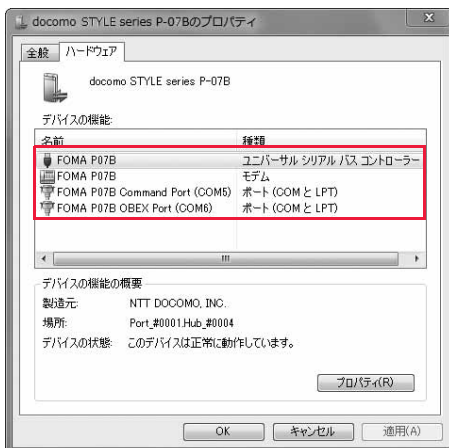 docomo STYLE series P-07Bのプロパティ
全般 ハードウェア
docomo STYLE series P-07B
デバイスの機能:
名前 種類
FOMA P07B ユニバーサル シリアル バス コントローラー
FOMA P07B モデム
FOMA P07B Command Port (COM5) ポート (COM と LPT)
FOMA P07B OBEX Port (COM6) ポート (COM と LPT)
デバイスの機能の概要
製造元: NTT DOCOMO, INC.
場所: Port_#0001.Hub_#0004
デバイスの状態: このデバイスは正常に動作しています。
プロパティ(R)
OK キャンセル 適用(A)